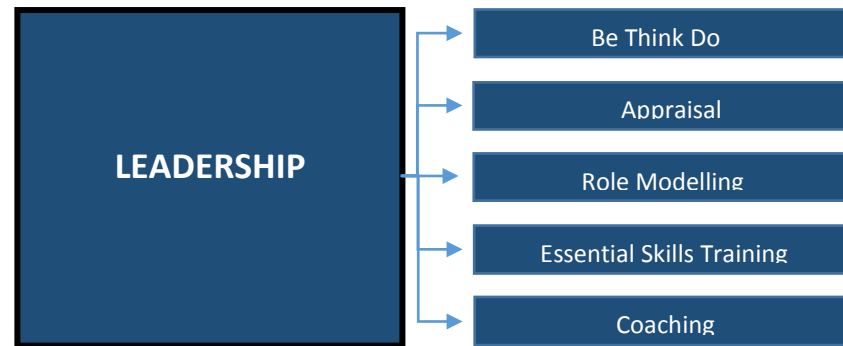 LEADERSHIP
Be Think Do
Appraisal
Role Modelling
Essential Skills Training
Coaching